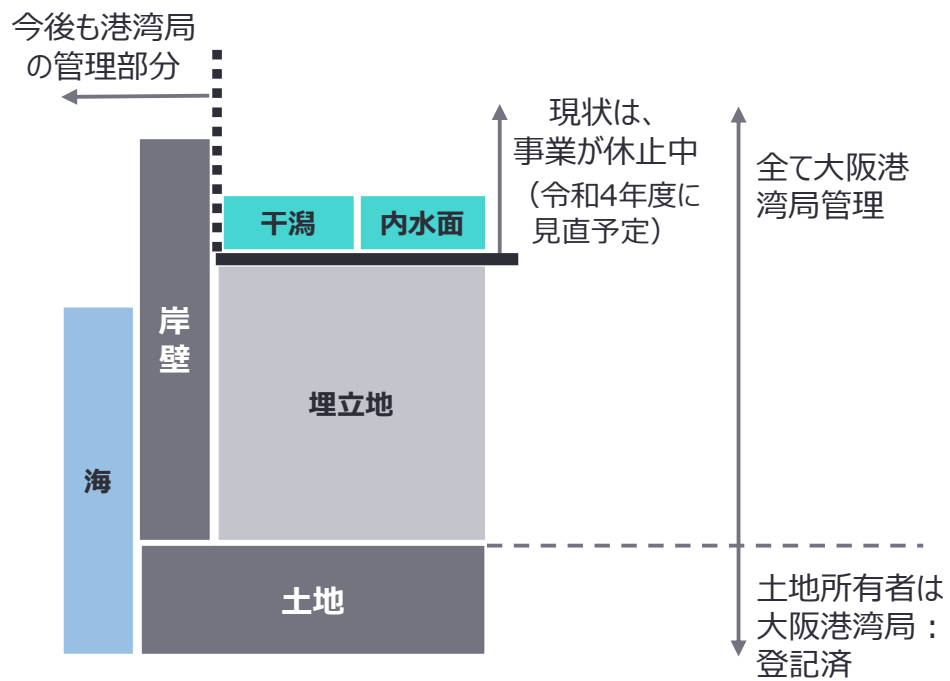 今後も港湾局
の管理部分
現状は、
事業が休止中
（令和4年度に
見直予定）
全て大阪港
湾局管理
干潟
内水面
岸
壁
埋立地
海
土地
土地所有者は
大阪港湾局：
登記済